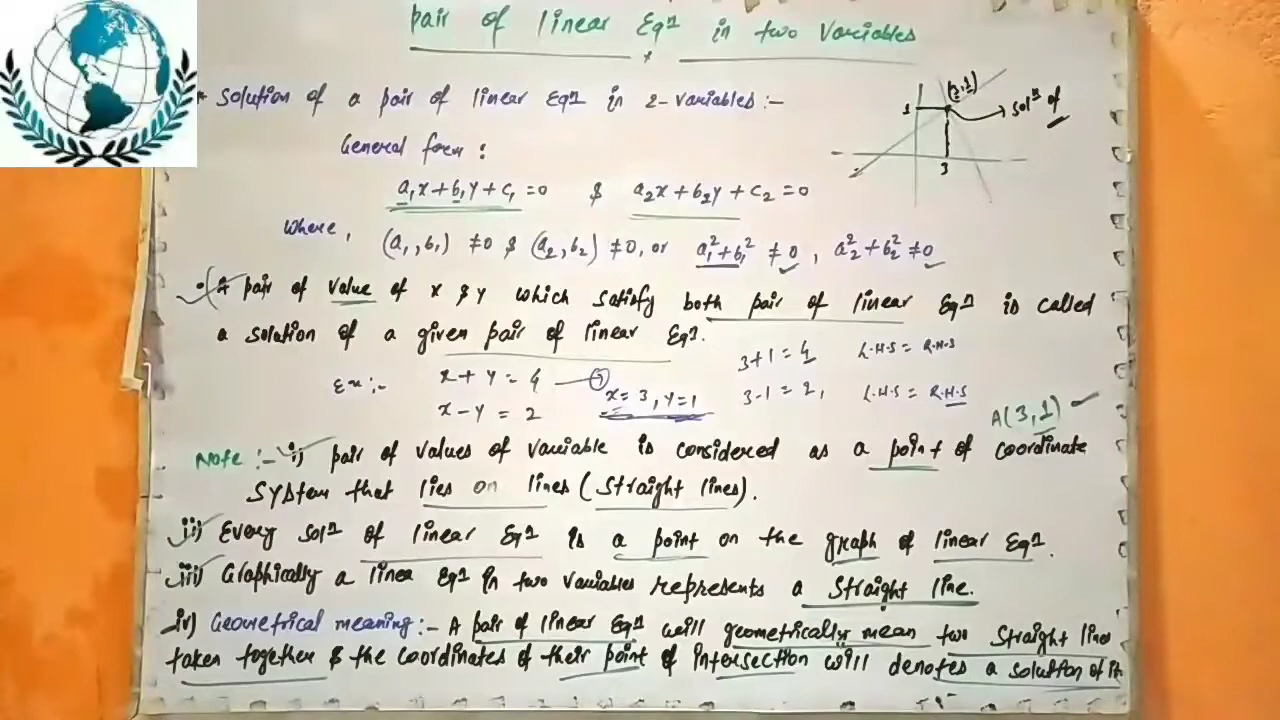 pair of linear Eqn in two variables
* Solution of a pair of linear Eqn in 2-variables:-
General form:
a₁x+b₁y+c₁=0 & a₂x+b₂y+c₂=0
where, (a₁,b₁) ≠0 & (a₂,b₂) ≠0, or a₁²+b₁² ≠0, a₂²+b₂² ≠0
A pair of value of x & y which satisfy both pair of linear Eqn is called
a solution of a given pair of linear Eqn.
Ex:- x+y=4
x-y=2
x=3, y=1
3+1=4 L.H.S = R.H.S
3-1=2, L.H.S = R.H.S
A(3,1)
Note:- i) pair of values of variable is considered as a point of coordinate
System that lies on lines (Straight lines).
ii) Every Soln of linear Eqn is a point on the graph of linear Eqn.
iii) Graphically a linea Eqn in two variables represents a Straight line.
iv) Geometrical meaning:- A pair of linear Eqn will geometrically mean two Straight lines
taken together & the coordinates of their point of intersection will denotes a solution of it.
1
3
soln of